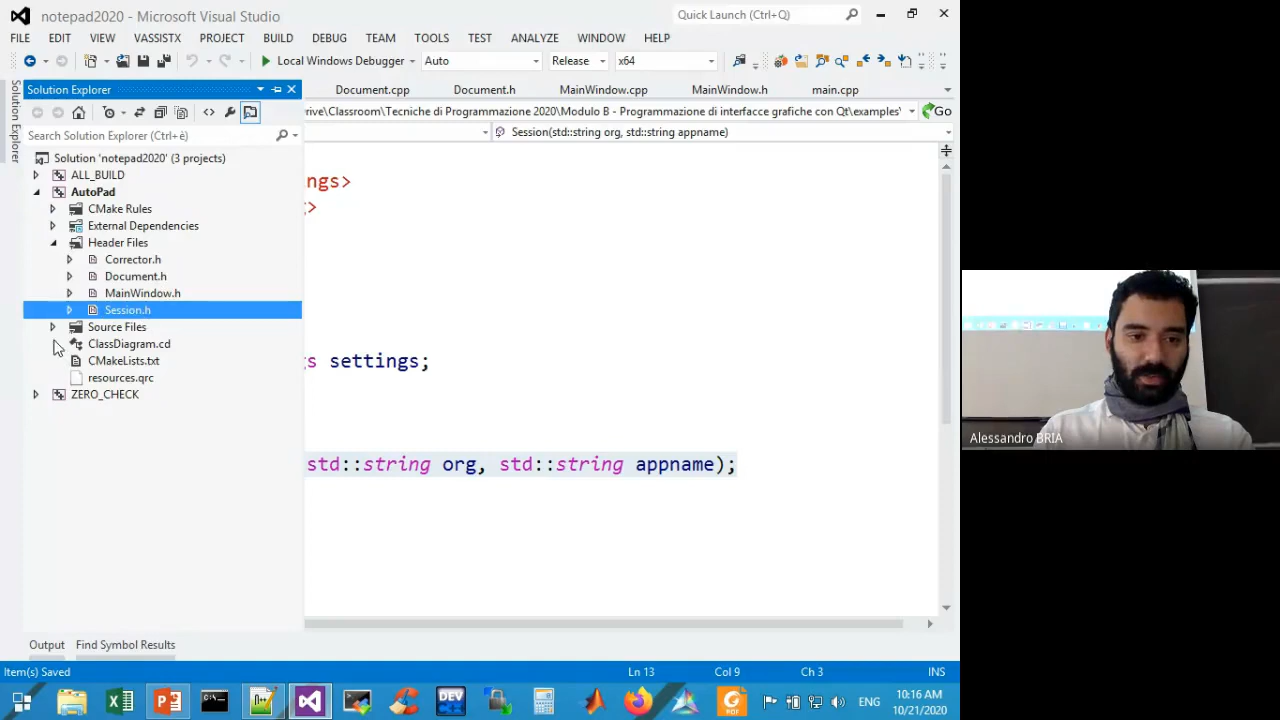 notepad2020 - Microsoft Visual Studio
Quick Launch (Ctrl+Q)
FILE EDIT VIEW VASSISTX PROJECT BUILD DEBUG TEAM TOOLS TEST ANALYZE WINDOW HELP
Local Windows Debugger Auto Release x64
Solution Explorer
Solution Explorer
Document.cpp Document.h MainWindow.cpp MainWindow.h main.cpp
rive\Classroom\Tecniche di Programmazione 2020\Modulo B - Programmazione di interfacce grafiche con Qt\examples\ Go
Search Solution Explorer (Ctrl+è)
Session(std::string org, std::string appname)
Solution 'notepad2020' (3 projects)
ALL_BUILD
AutoPad
CMake Rules
External Dependencies
Header Files
Corrector.h
Document.h
MainWindow.h
Session.h
Source Files
ClassDiagram.cd
CMakeLists.txt
resources.qrc
ZERO_CHECK
ngs>
>
s settings;
std::string org, std::string appname);
Alessandro BRIA
Output Find Symbol Results
Item(s) Saved Ln 13 Col 9 Ch 3 INS
DEV
C++
PDF
ENG
10:16 AM
10/21/2020